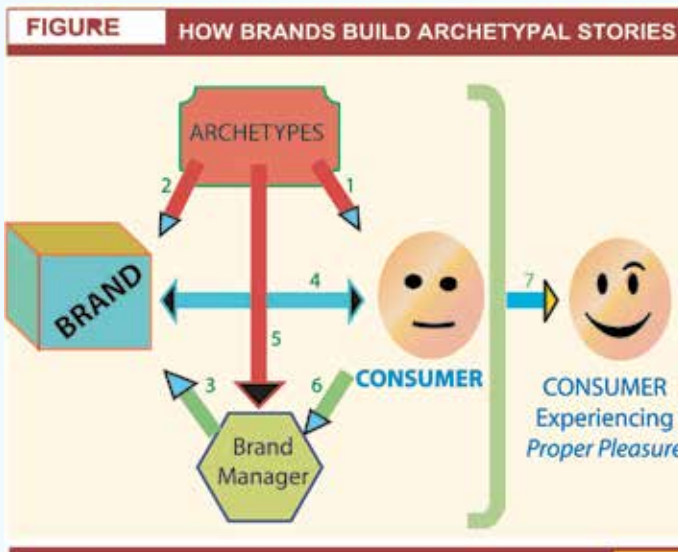 FIGURE
HOW BRANDS BUILD ARCHETYPAL STORIES
ARCHETYPES
2
1
BRAND
4
7
5
3
6
CONSUMER
Brand
Manager
CONSUMER
Experiencing
Proper Pleasure